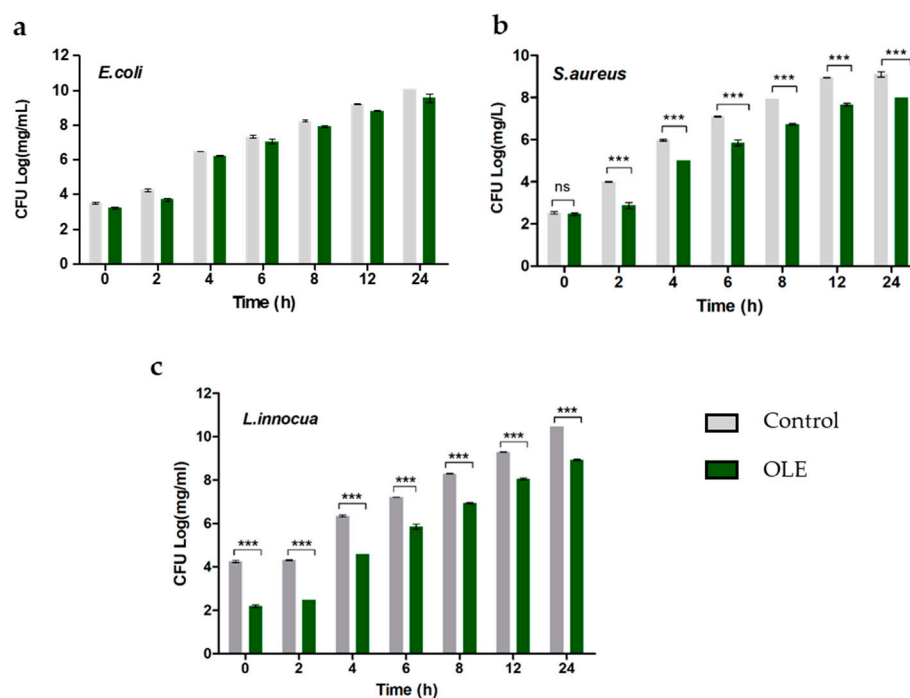 a
E.coli
CFU Log(mg/mL)
12
10
8
6
4
2
0
0 2 4 6 8 12 24
Time (h)
b
S.aureus
CFU Log(mg/L)
10
8
6
4
2
0
ns *** *** *** *** *** ***
0 2 4 6 8 12 24
Time (h)
c
L.innocua
CFU Log(mg/ml)
12
10
8
6
4
2
0
*** *** *** *** *** *** ***
0 2 4 6 8 12 24
Time (h)
Control
OLE